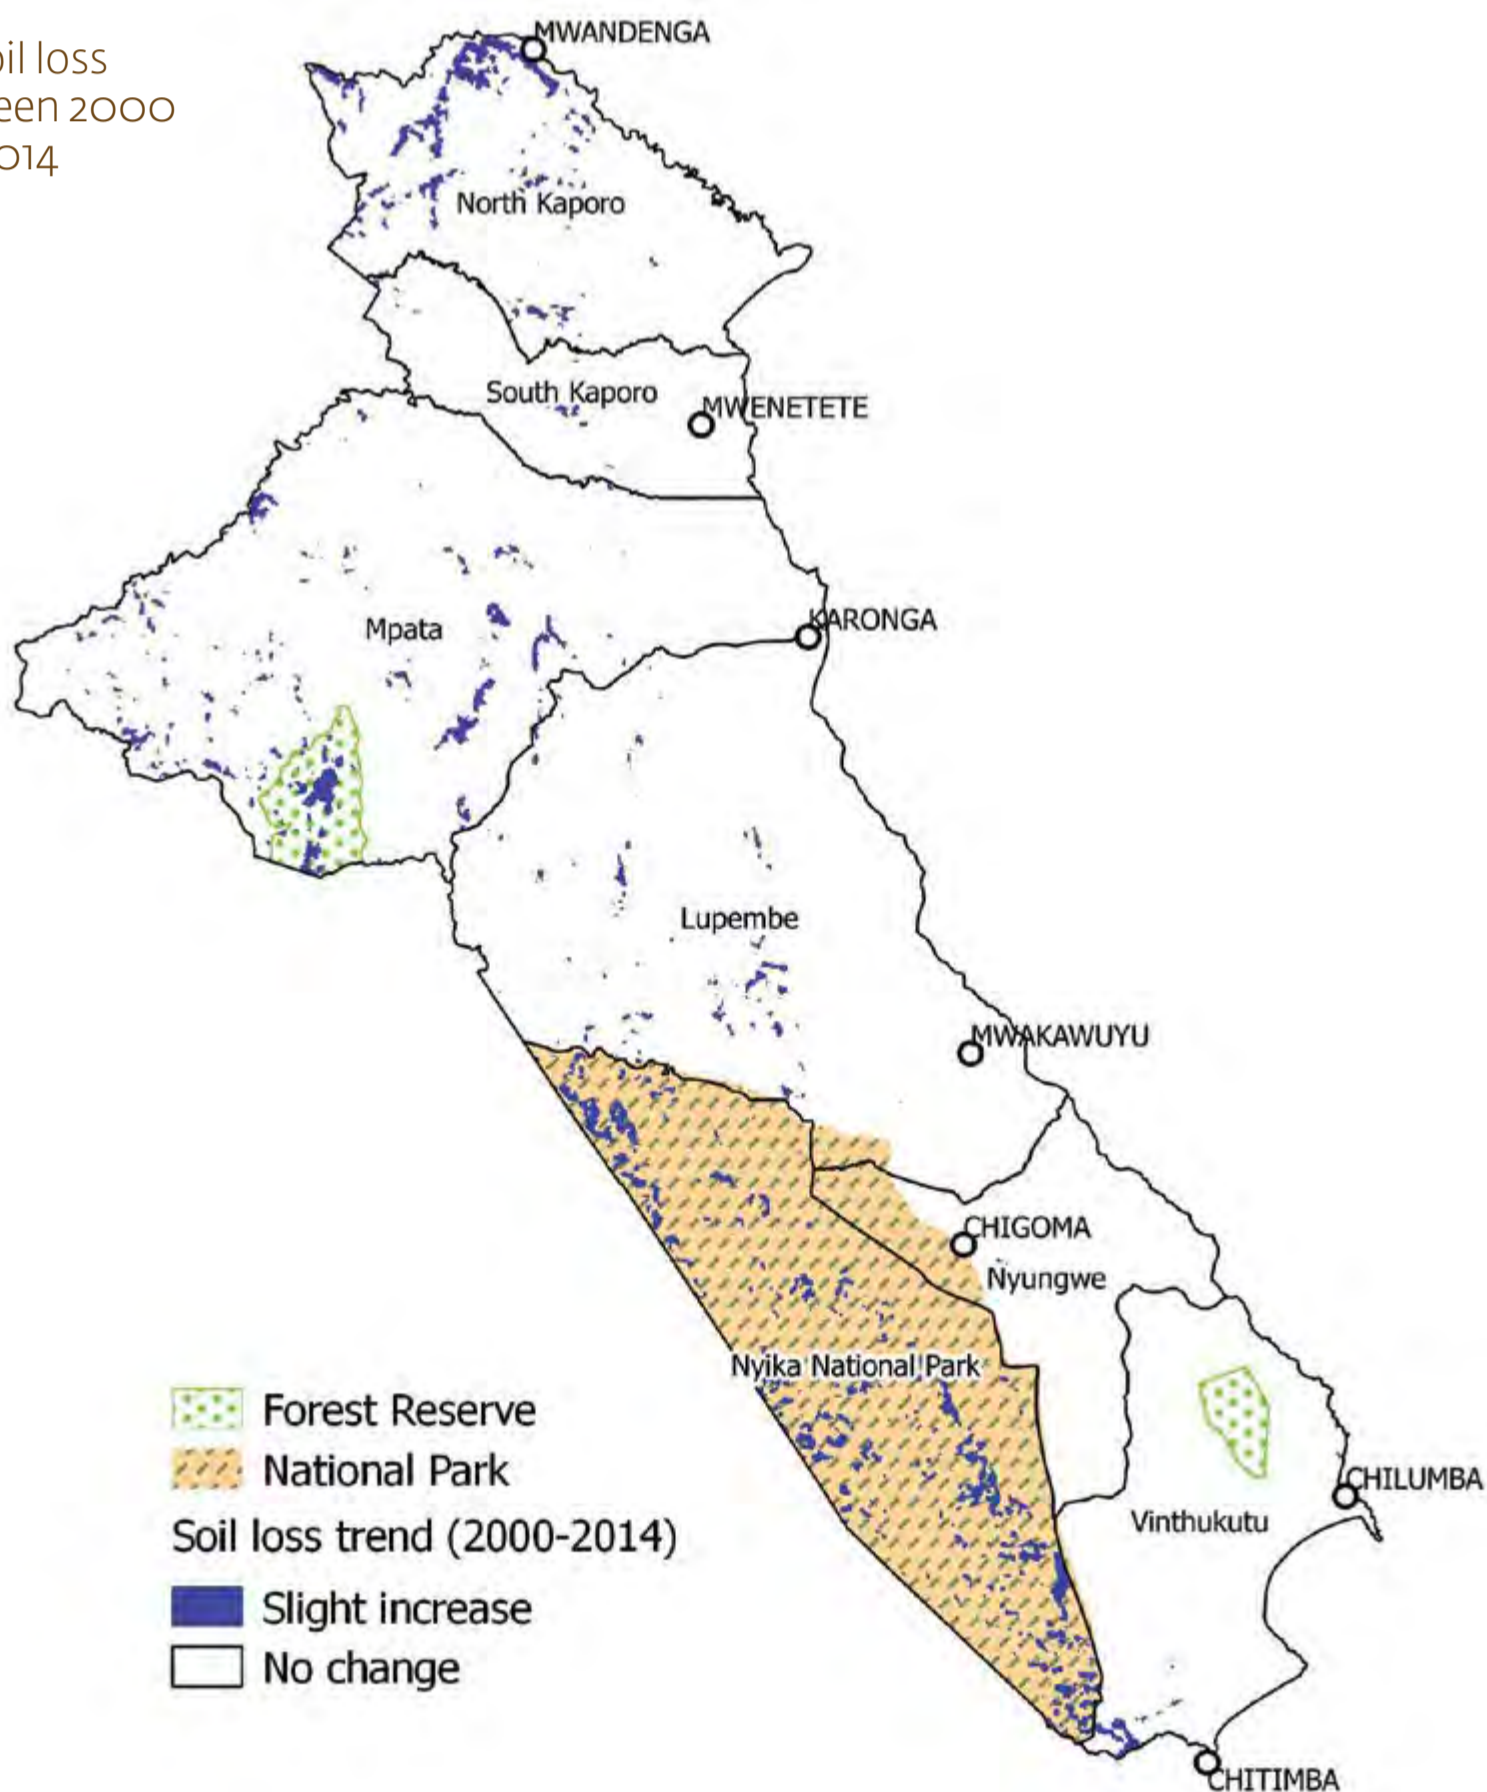 oil loss
een 2000
014
MWANDENGA
North Kaporo
South Kaporo
MWENETETE
Mpata
KARONGA
Lupembe
MWAKAWUYU
CHIGOMA
Nyungwe
Nyika National Park
CHILUMBA
Vinthukutu
CHITIMBA
Forest Reserve
National Park
Soil loss trend (2000-2014)
Slight increase
No change